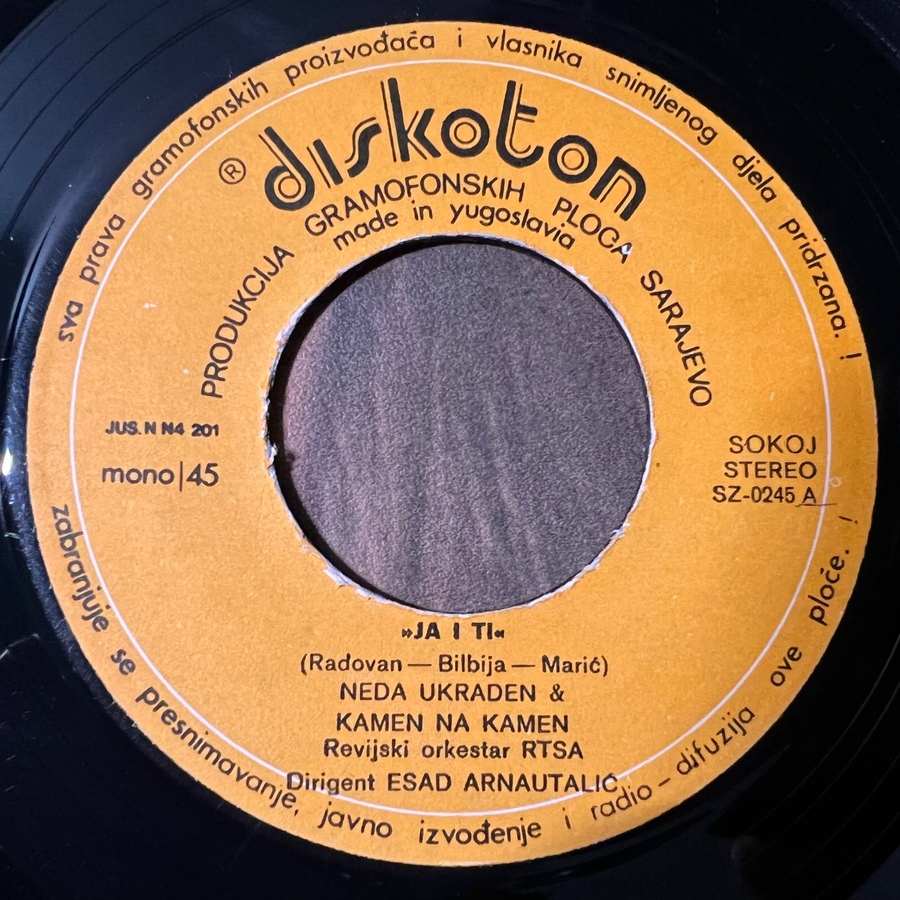 sva prava gramofonskih proizvođača i vlasnika snimljenog djela pridrzana. !
® diskoton
PRODUKCIJA GRAMOFONSKIH PLOČA SARAJEVO
made in yugoslavia
JUS. N N4 201
mono|45
SOKOJ
STEREO
SZ-0245 A
»JA I TI«
(Radovan — Bilbija — Marić)
NEDA UKRADEN &
KAMEN NA KAMEN
Revijski orkestar RTSA
Dirigent ESAD ARNAUTALIĆ
zabranjuje se presnimavanje, javno izvođenje i radio – difuzija ove ploče. !